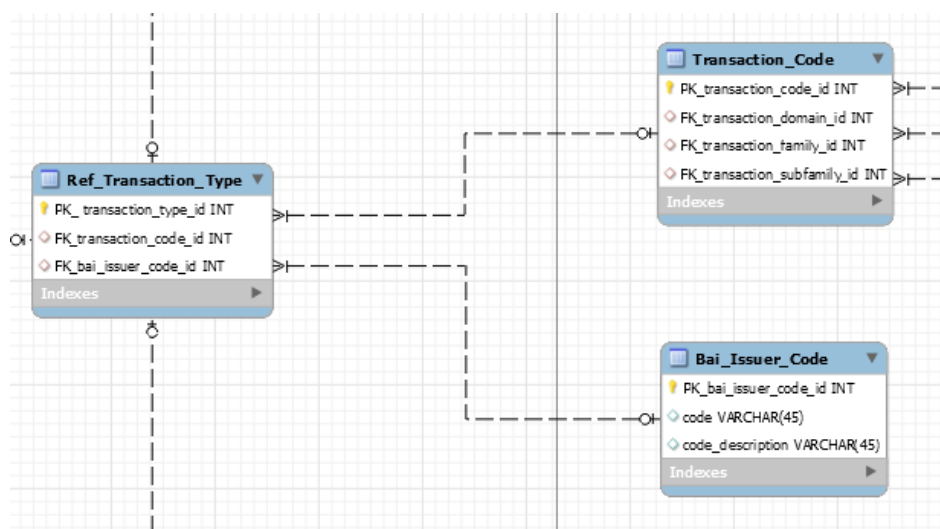 Transaction_Code
PK_transaction_code_id INT
FK_transaction_domain_id INT
FK_transaction_family_id INT
FK_transaction_subfamily_id INT
Indexes
Ref_Transaction_Type
PK_ transaction_type_id INT
FK_transaction_code_id INT
FK_bai_issuer_code_id INT
Indexes
Bai_Issuer_Code
PK_bai_issuer_code_id INT
code VARCHAR(45)
code_description VARCHAR(45)
Indexes